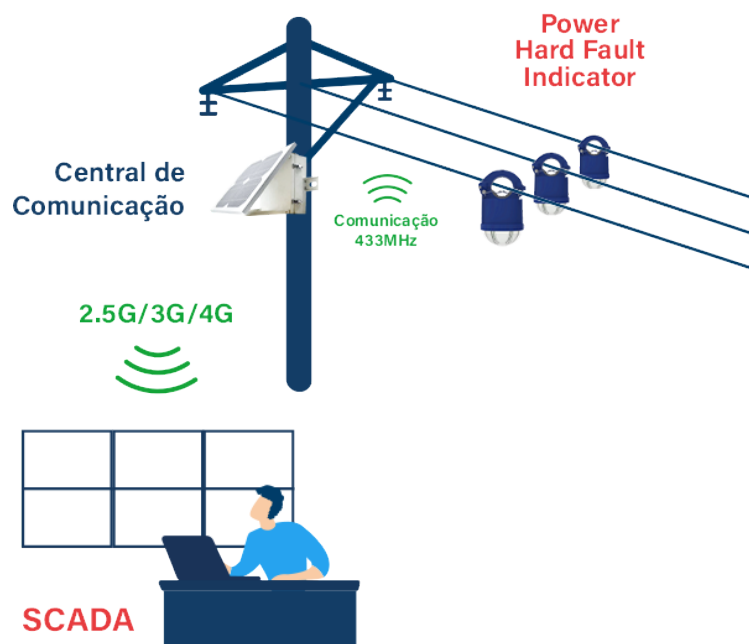 Power
Hard Fault
Indicator
Central de
Comunicação
Comunicação
433MHz
2.5G/3G/4G
SCADA